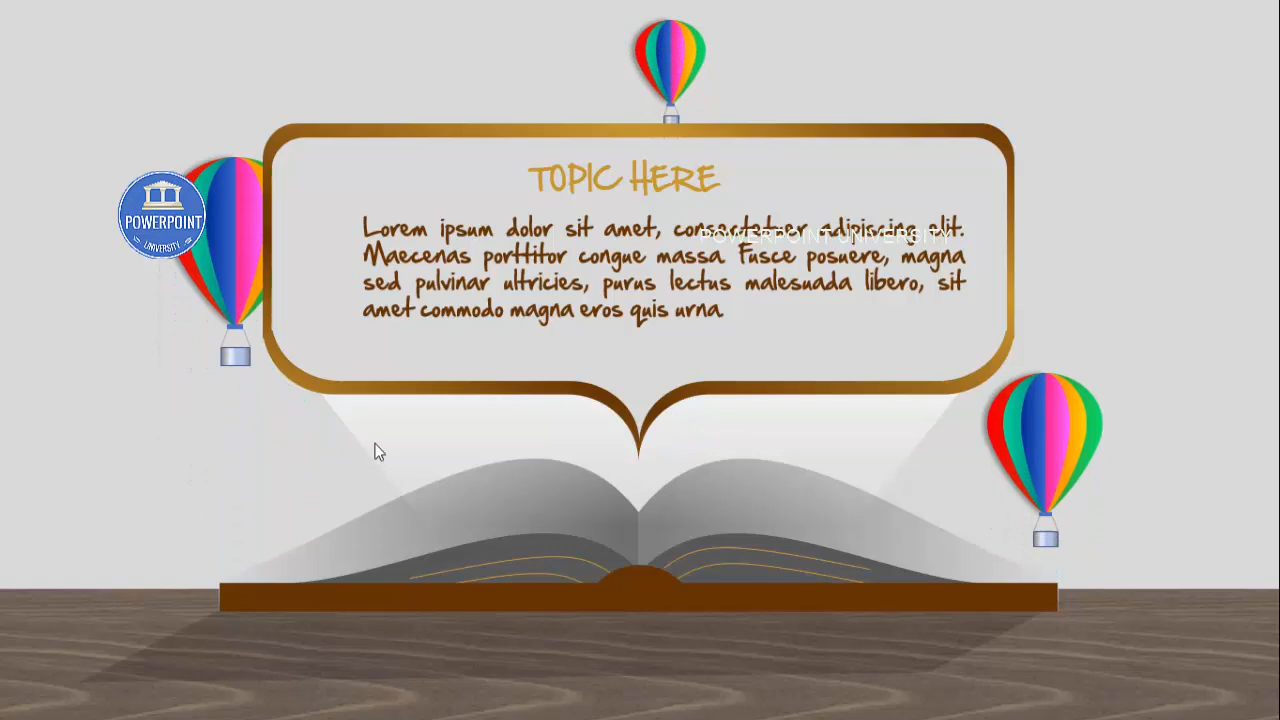 TOPIC HERE
POWERPOINT
UNIVERSITY
Lorem ipsum dolor sit amet, consectetuer adipiscing elit.
POWERPOINT UNIVERSITY
Maecenas porttitor congue massa. Fusce posuere, magna
sed pulvinar ultricies, purus lectus malesuada libero, sit
amet commodo magna eros quis urna.